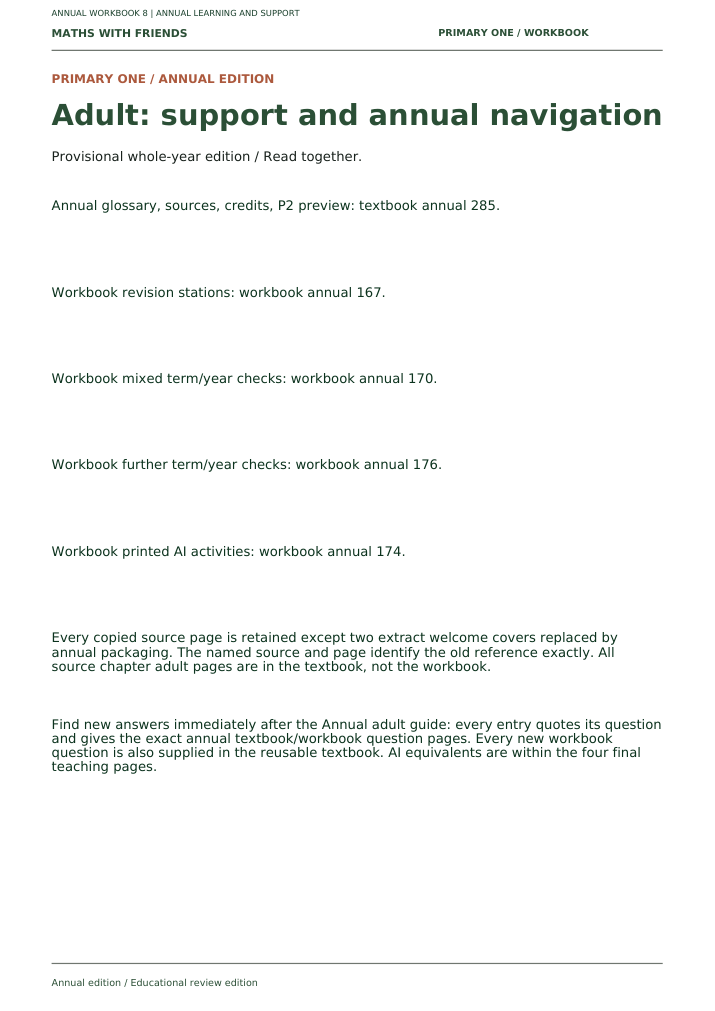 ANNUAL WORKBOOK 8 | ANNUAL LEARNING AND SUPPORT
MATHS WITH FRIENDS
PRIMARY ONE / WORKBOOK
PRIMARY ONE / ANNUAL EDITION
Adult: support and annual navigation
Provisional whole-year edition / Read together.
Annual glossary, sources, credits, P2 preview: textbook annual 285.
Workbook revision stations: workbook annual 167.
Workbook mixed term/year checks: workbook annual 170.
Workbook further term/year checks: workbook annual 176.
Workbook printed AI activities: workbook annual 174.
Every copied source page is retained except two extract welcome covers replaced by
annual packaging. The named source and page identify the old reference exactly. All
source chapter adult pages are in the textbook, not the workbook.
Find new answers immediately after the Annual adult guide: every entry quotes its question
and gives the exact annual textbook/workbook question pages. Every new workbook
question is also supplied in the reusable textbook. AI equivalents are within the four final
teaching pages.
Annual edition / Educational review edition